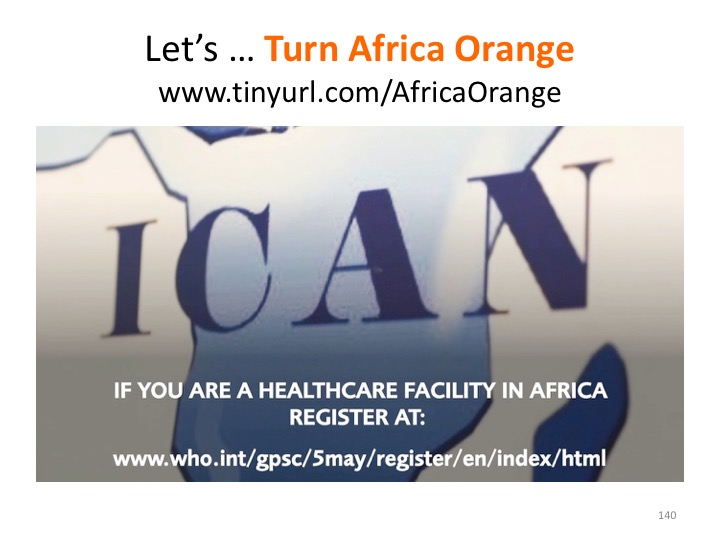 Let’s … Turn Africa Orange
www.tinyurl.com/AfricaOrange
ICAN
IF YOU ARE A HEALTHCARE FACILITY IN AFRICA
REGISTER AT:
www.who.int/gpsc/5may/register/en/index/html
140